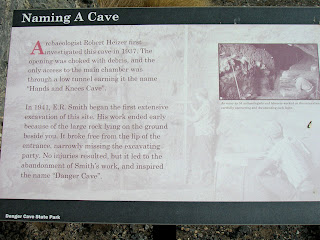 Naming A Cave
Archaeologist Robert Heizer first
investigated this cave in 1937. The
opening was choked with debris, and the
only access to the main chamber was
through a low tunnel earning it the name
"Hands and Knees Cave".
In 1941, E.R. Smith began the first extensive
excavation of this site. His work ended early
because of the large rock lying on the ground
beside you. It broke free from the lip of the
entrance, narrowly missing the excavating
party. No injuries resulted, but it led to the
abandonment of Smith's work, and inspired
the name "Danger Cave".
Danger Cave State Park